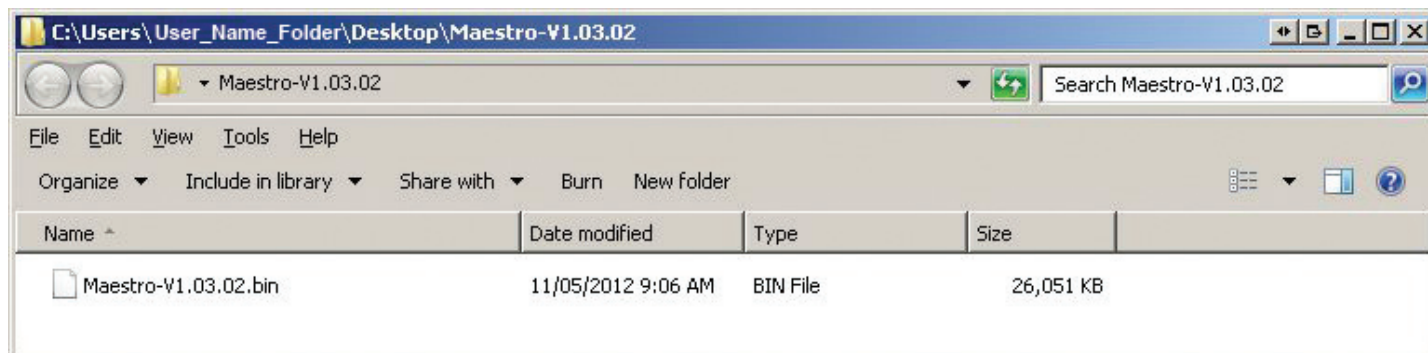 C:\Users\User_Name_Folder\Desktop\Maestro-V1.03.02
Maestro-V1.03.02 Search Maestro-V1.03.02
File Edit View Tools Help
Organize Include in library Share with Burn New folder
Name Date modified Type Size
Maestro-V1.03.02.bin 11/05/2012 9:06 AM BIN File 26,051 KB